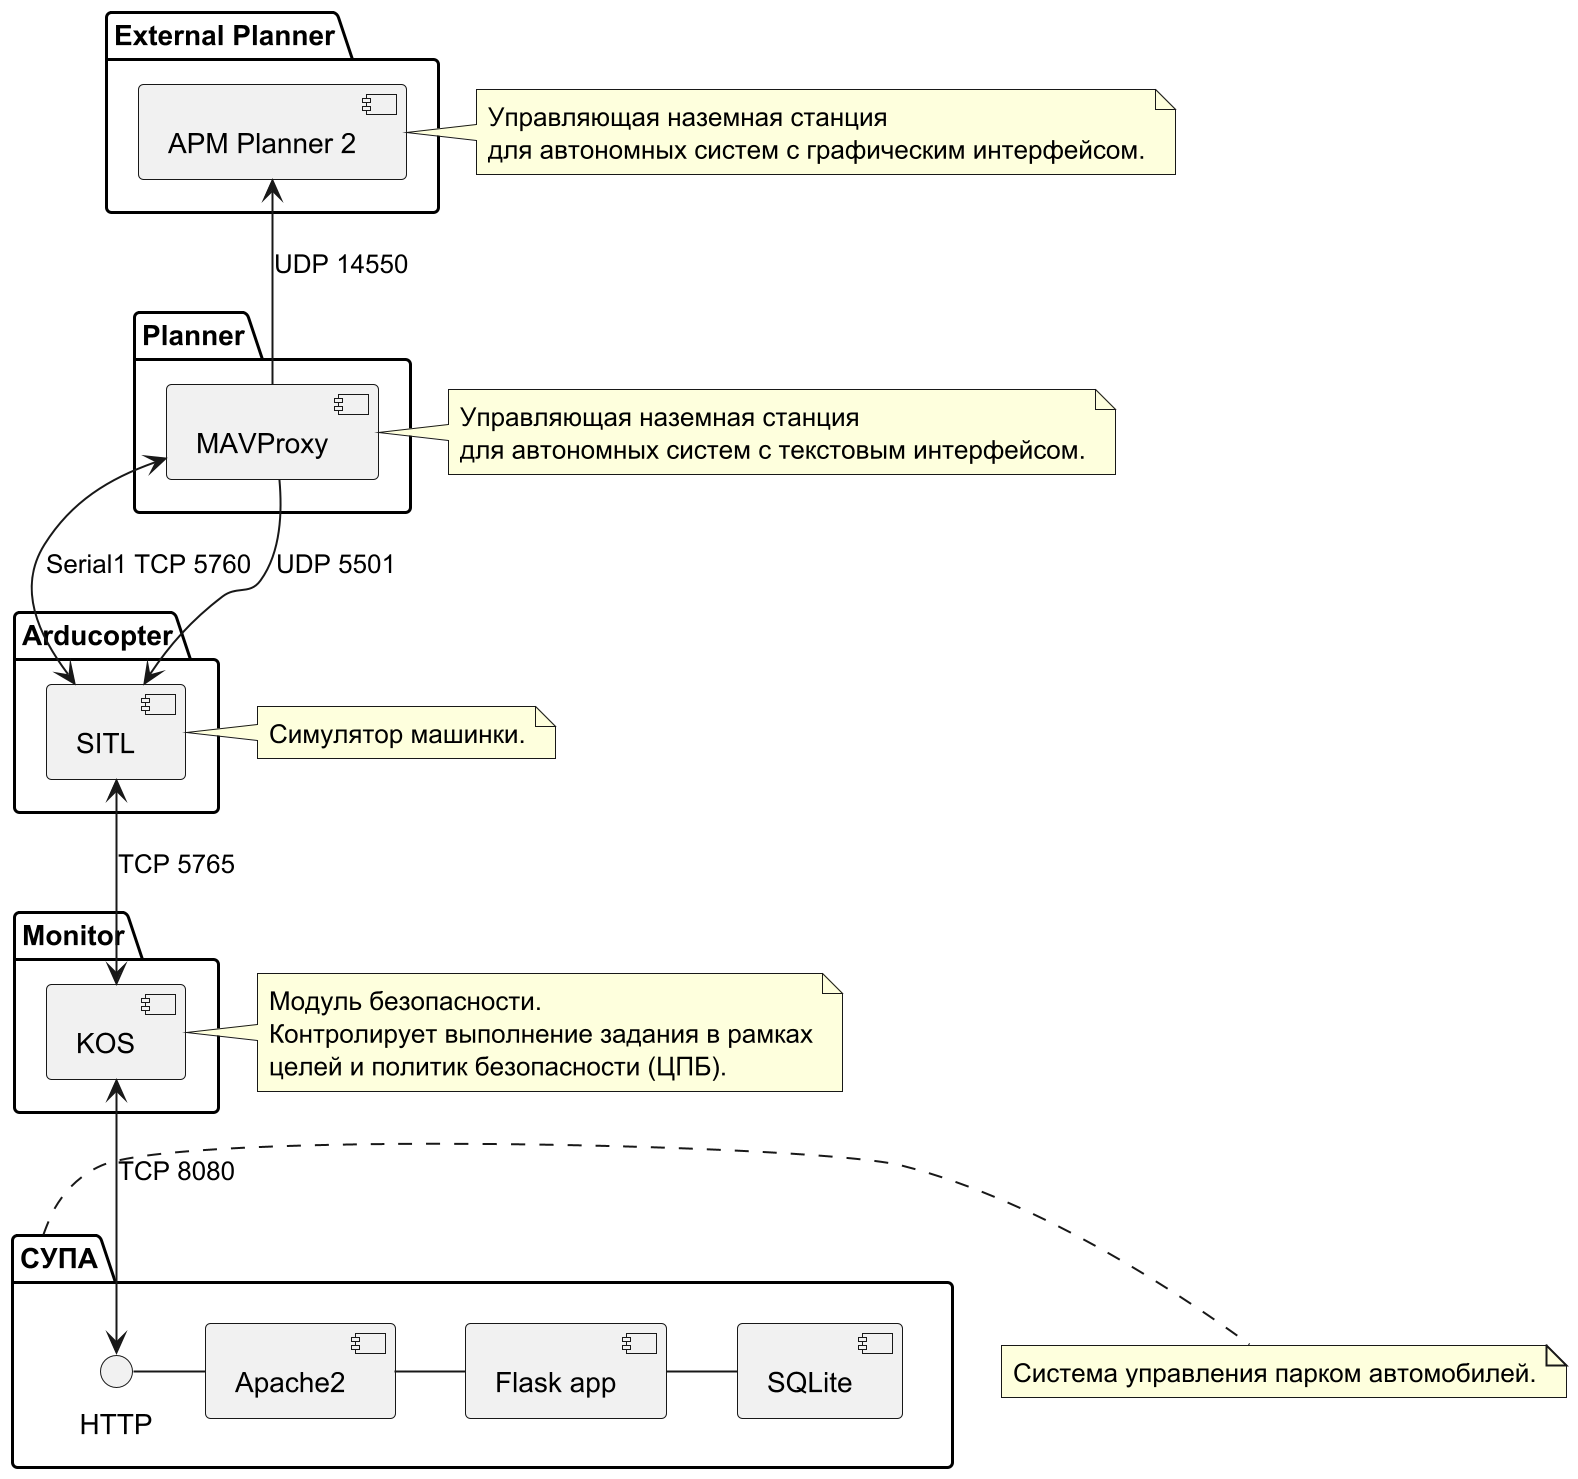 External Planner
APM Planner 2
Управляющая наземная станция
для автономных систем с графическим интерфейсом.
UDP 14550
Planner
MAVProxy
Управляющая наземная станция
для автономных систем с текстовым интерфейсом.
Serial1 TCP 5760
UDP 5501
Arducopter
SITL
Симулятор машинки.
TCP 5765
Monitor
KOS
Модуль безопасности.
Контролирует выполнение задания в рамках
целей и политик безопасности (ЦПБ).
TCP 8080
СУПА
HTTP
Apache2
Flask app
SQLite
Система управления парком автомобилей.